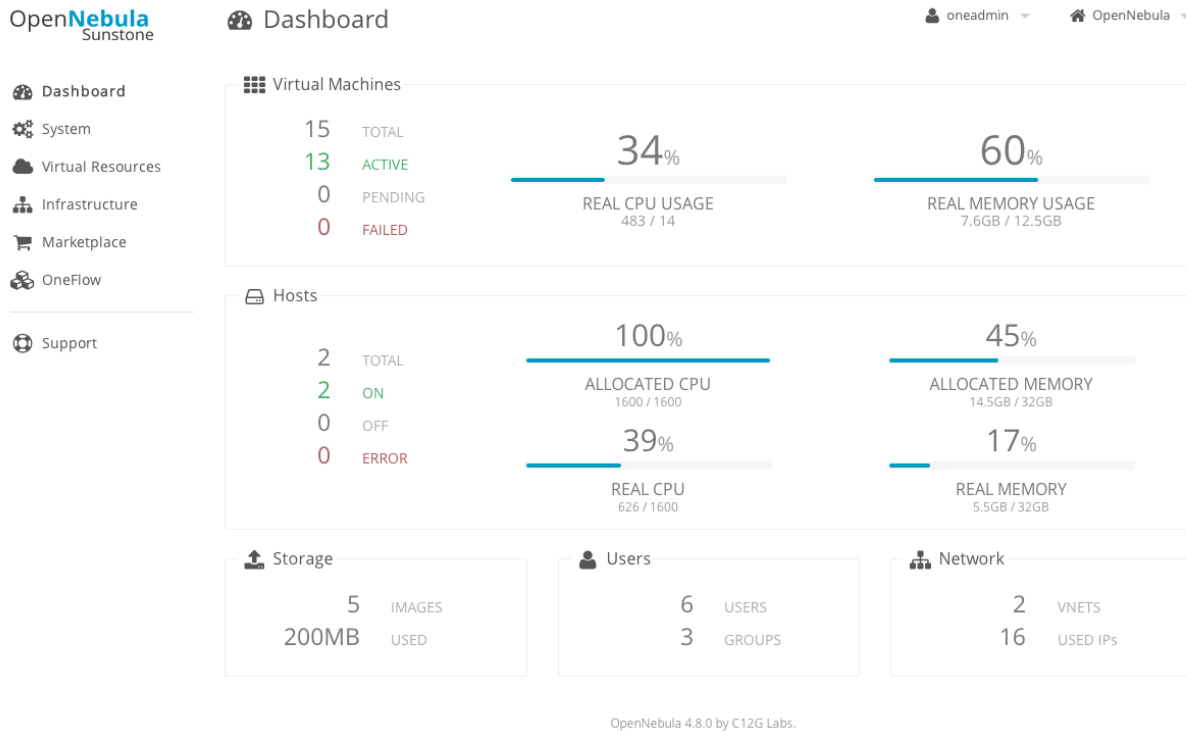 OpenNebula
Sunstone
Dashboard
oneadmin
OpenNebula
Dashboard
System
Virtual Resources
Infrastructure
Marketplace
OneFlow
Support
Virtual Machines
15 TOTAL
13 ACTIVE
0 PENDING
0 FAILED
34%
REAL CPU USAGE
483 / 14
60%
REAL MEMORY USAGE
7.6GB / 12.5GB
Hosts
2 TOTAL
2 ON
0 OFF
0 ERROR
100%
ALLOCATED CPU
1600 / 1600
45%
ALLOCATED MEMORY
14.5GB / 32GB
39%
REAL CPU
626 / 1600
17%
REAL MEMORY
5.5GB / 32GB
Storage
5 IMAGES
200MB USED
Users
6 USERS
3 GROUPS
Network
2 VNETS
16 USED IPs
OpenNebula 4.8.0 by C12G Labs.